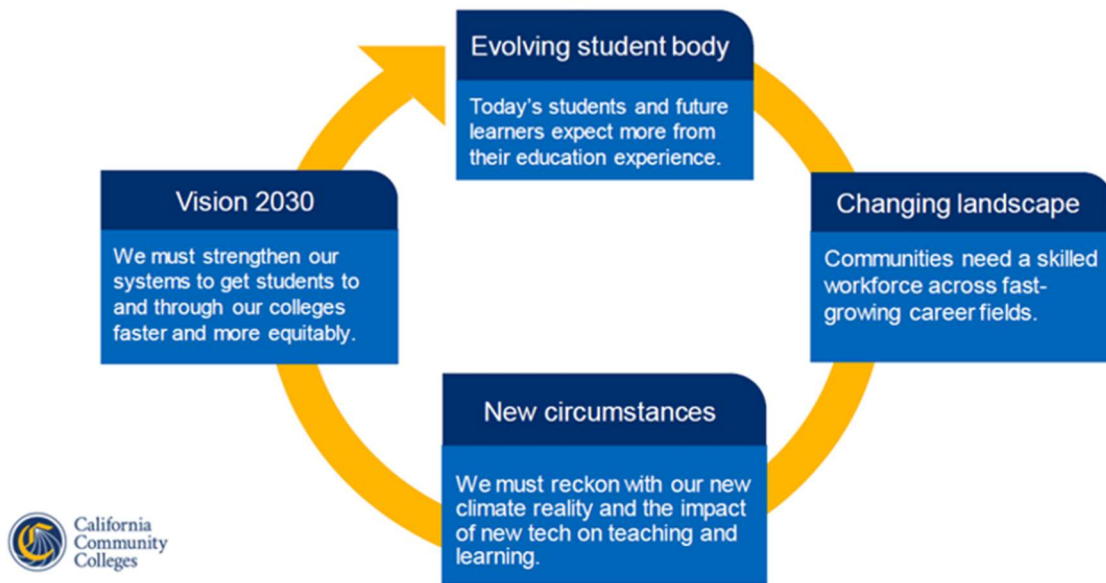 Evolving student body
Today's students and future
learners expect more from
their education experience.
Changing landscape
Communities need a skilled
workforce across fast-
growing career fields.
New circumstances
We must reckon with our new
climate reality and the impact
of new tech on teaching and
learning.
Vision 2030
We must strengthen our
systems to get students to
and through our colleges
faster and more equitably.
California
Community
Colleges